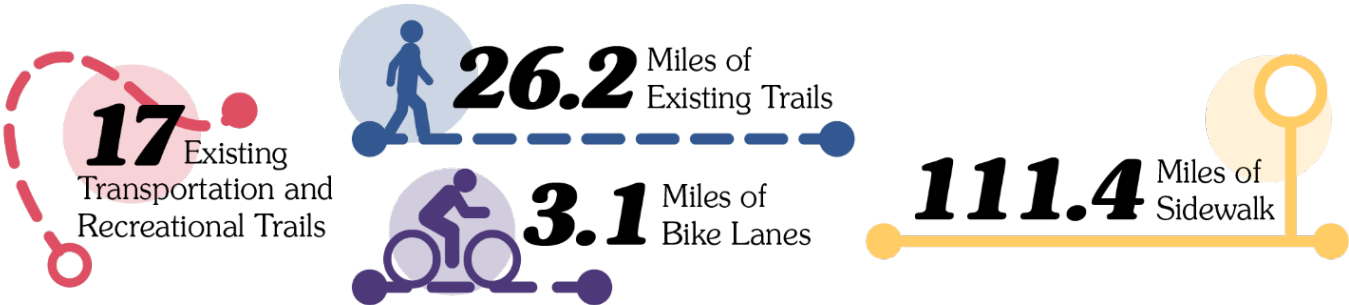 17 Existing
Transportation and
Recreational Trails
26.2 Miles of
Existing Trails
3.1 Miles of
Bike Lanes
111.4 Miles of
Sidewalk